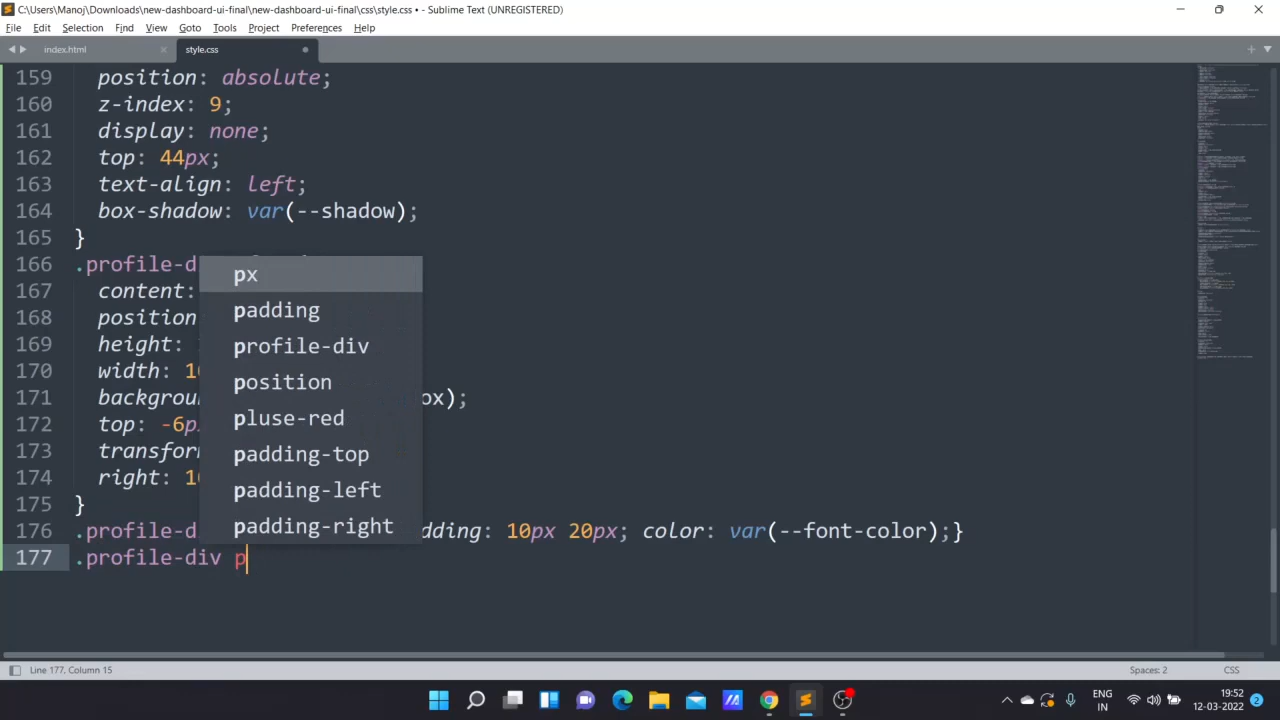 C:\Users\Manoj\Downloads\new-dashboard-ui-final\new-dashboard-ui-final\css\style.css • - Sublime Text (UNREGISTERED)
File Edit Selection Find View Goto Tools Project Preferences Help
index.html style.css
159 position: absolute;
160 z-index: 9;
161 display: none;
162 top: 44px;
163 text-align: left;
164 box-shadow: var(--shadow);
165 }
166 .profile-d
167 content:
168 position
169 height:
170 width: 1
171 backgrou ox);
172 top: -6p
173 transfor
174 right: 1
175 }
176 .profile-d dding: 10px 20px; color: var(--font-color);}
177 .profile-div p
px
padding
profile-div
position
pluse-red
padding-top
padding-left
padding-right
Line 177, Column 15 Spaces: 2 CSS
ENG
IN
19:52
12-03-2022
2